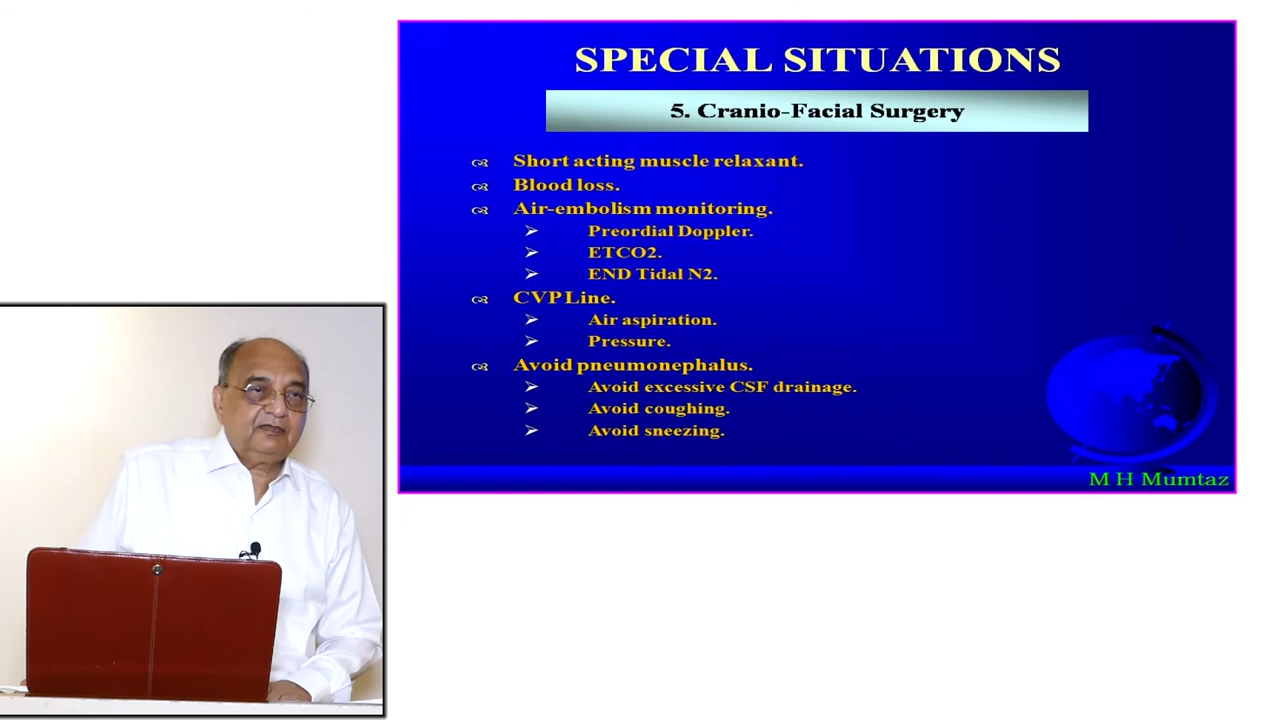 SPECIAL SITUATIONS
5. Cranio-Facial Surgery
Short acting muscle relaxant.
Blood loss.
Air-embolism monitoring.
Preordial Doppler.
ETCO2.
END Tidal N2.
CVP Line.
Air aspiration.
Pressure.
Avoid pneumonephalus.
Avoid excessive CSF drainage.
Avoid coughing.
Avoid sneezing.
M H Mumtaz